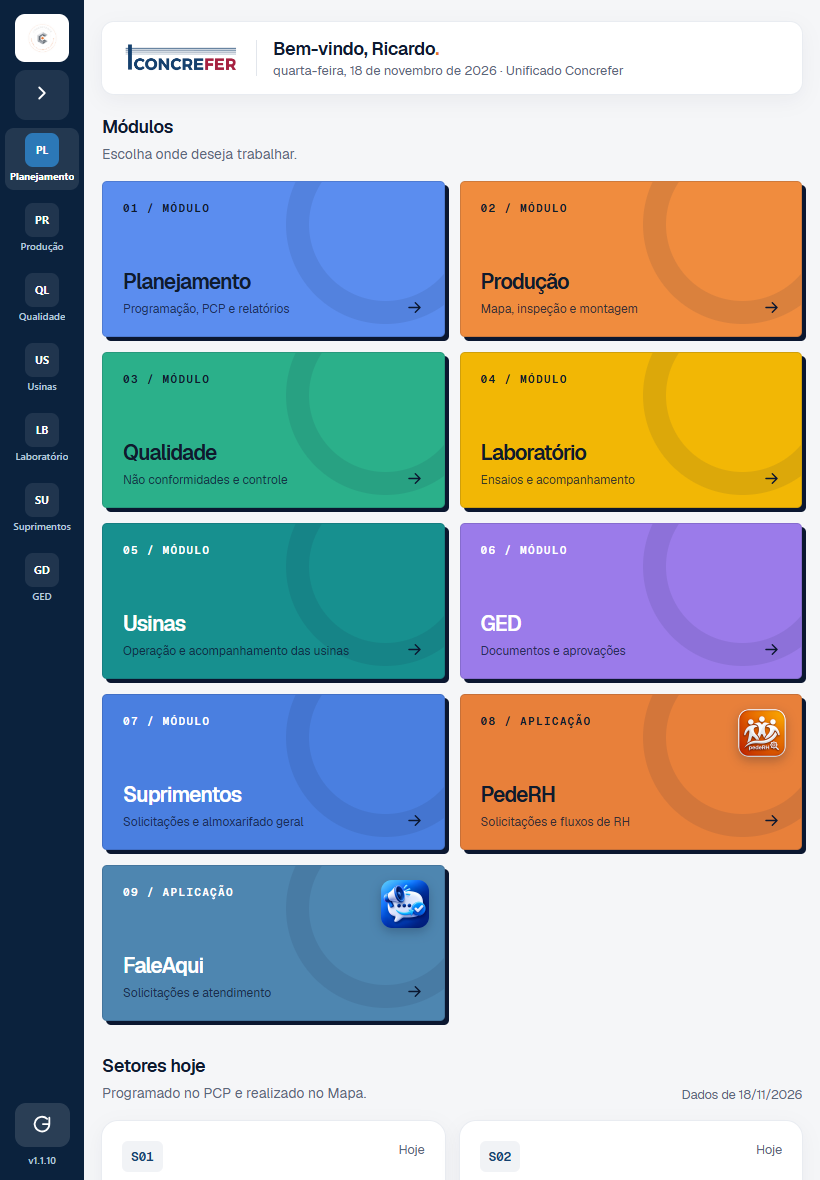 PL
Planejamento
PR
Produção
QL
Qualidade
US
Usinas
LB
Laboratório
SU
Suprimentos
GD
GED
v1.1.10
CONCREFER
Bem-vindo, Ricardo.
quarta-feira, 18 de novembro de 2026 · Unificado Concrefer
Módulos
Escolha onde deseja trabalhar.
01 / MÓDULO
Planejamento
Programação, PCP e relatórios
02 / MÓDULO
Produção
Mapa, inspeção e montagem
03 / MÓDULO
Qualidade
Não conformidades e controle
04 / MÓDULO
Laboratório
Ensaios e acompanhamento
05 / MÓDULO
Usinas
Operação e acompanhamento das usinas
06 / MÓDULO
GED
Documentos e aprovações
07 / MÓDULO
Suprimentos
Solicitações e almoxarifado geral
08 / APLICAÇÃO
pedeRH
PedeRH
Solicitações e fluxos de RH
09 / APLICAÇÃO
FaleAqui
Solicitações e atendimento
Setores hoje
Programado no PCP e realizado no Mapa.
Dados de 18/11/2026
S01
Hoje
S02
Hoje